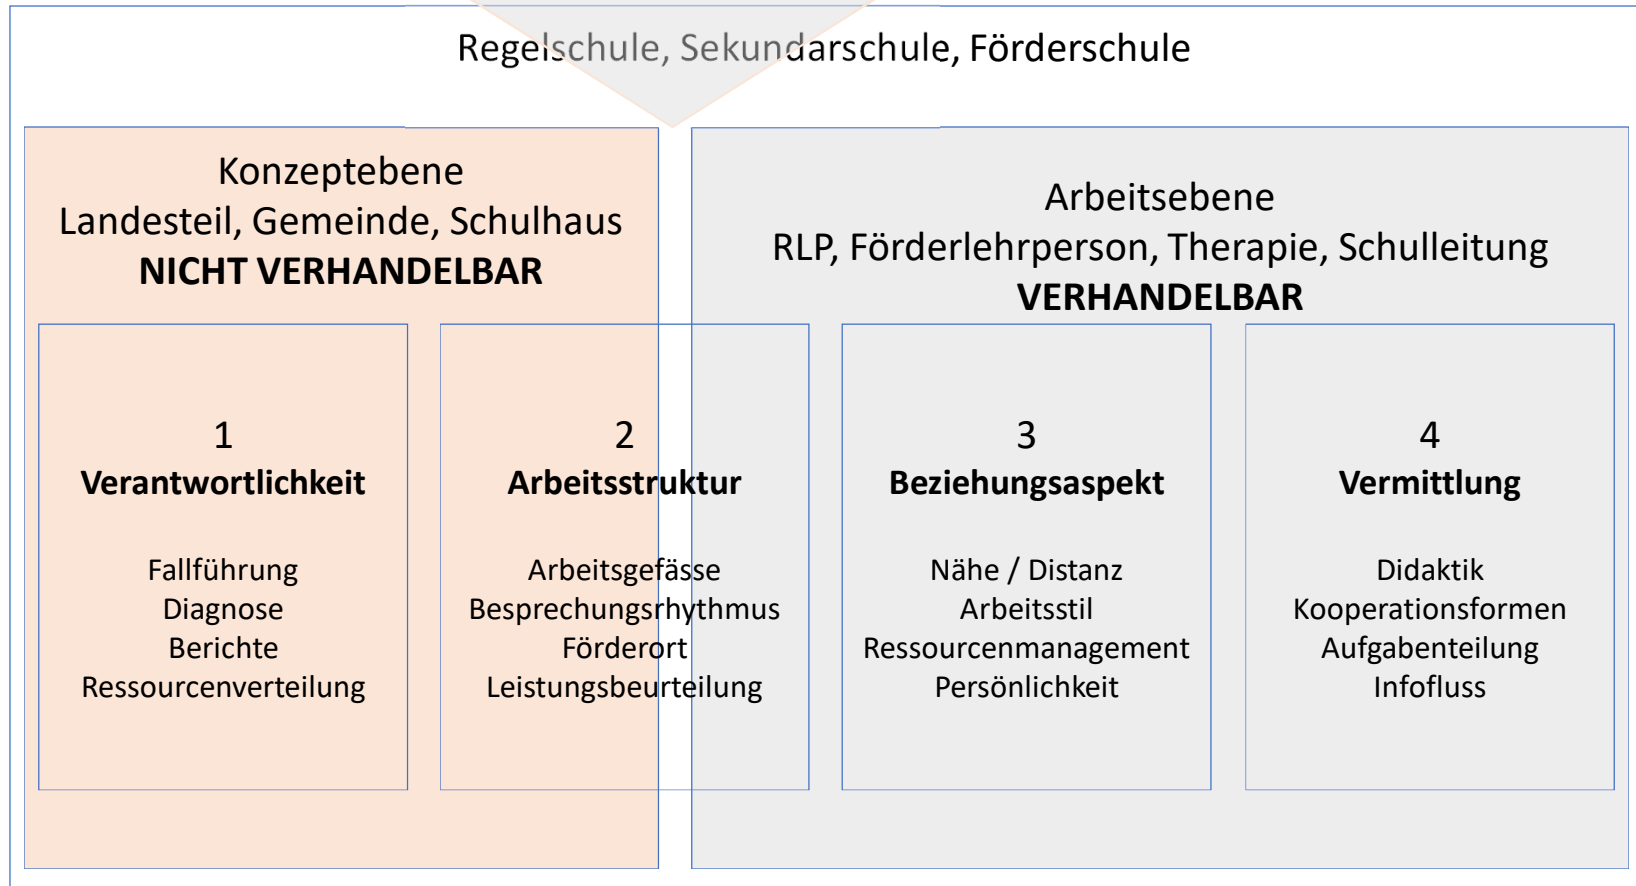 Regelschule, Sekundarschule, Förderschule
Konzeptebene
Landesteil, Gemeinde, Schulhaus
NICHT VERHANDELBAR
Arbeitsebene
RLP, Förderlehrperson, Therapie, Schulleitung
VERHANDELBAR
1
Verantwortlichkeit
Fallführung
Diagnose
Berichte
Ressourcenverteilung
2
Arbeitsstruktur
Arbeitsgefässe
Besprechungsrhythmus
Förderort
Leistungsbeurteilung
3
Beziehungsaspekt
Nähe / Distanz
Arbeitsstil
Ressourcenmanagement
Persönlichkeit
4
Vermittlung
Didaktik
Kooperationsformen
Aufgabenteilung
Infofluss